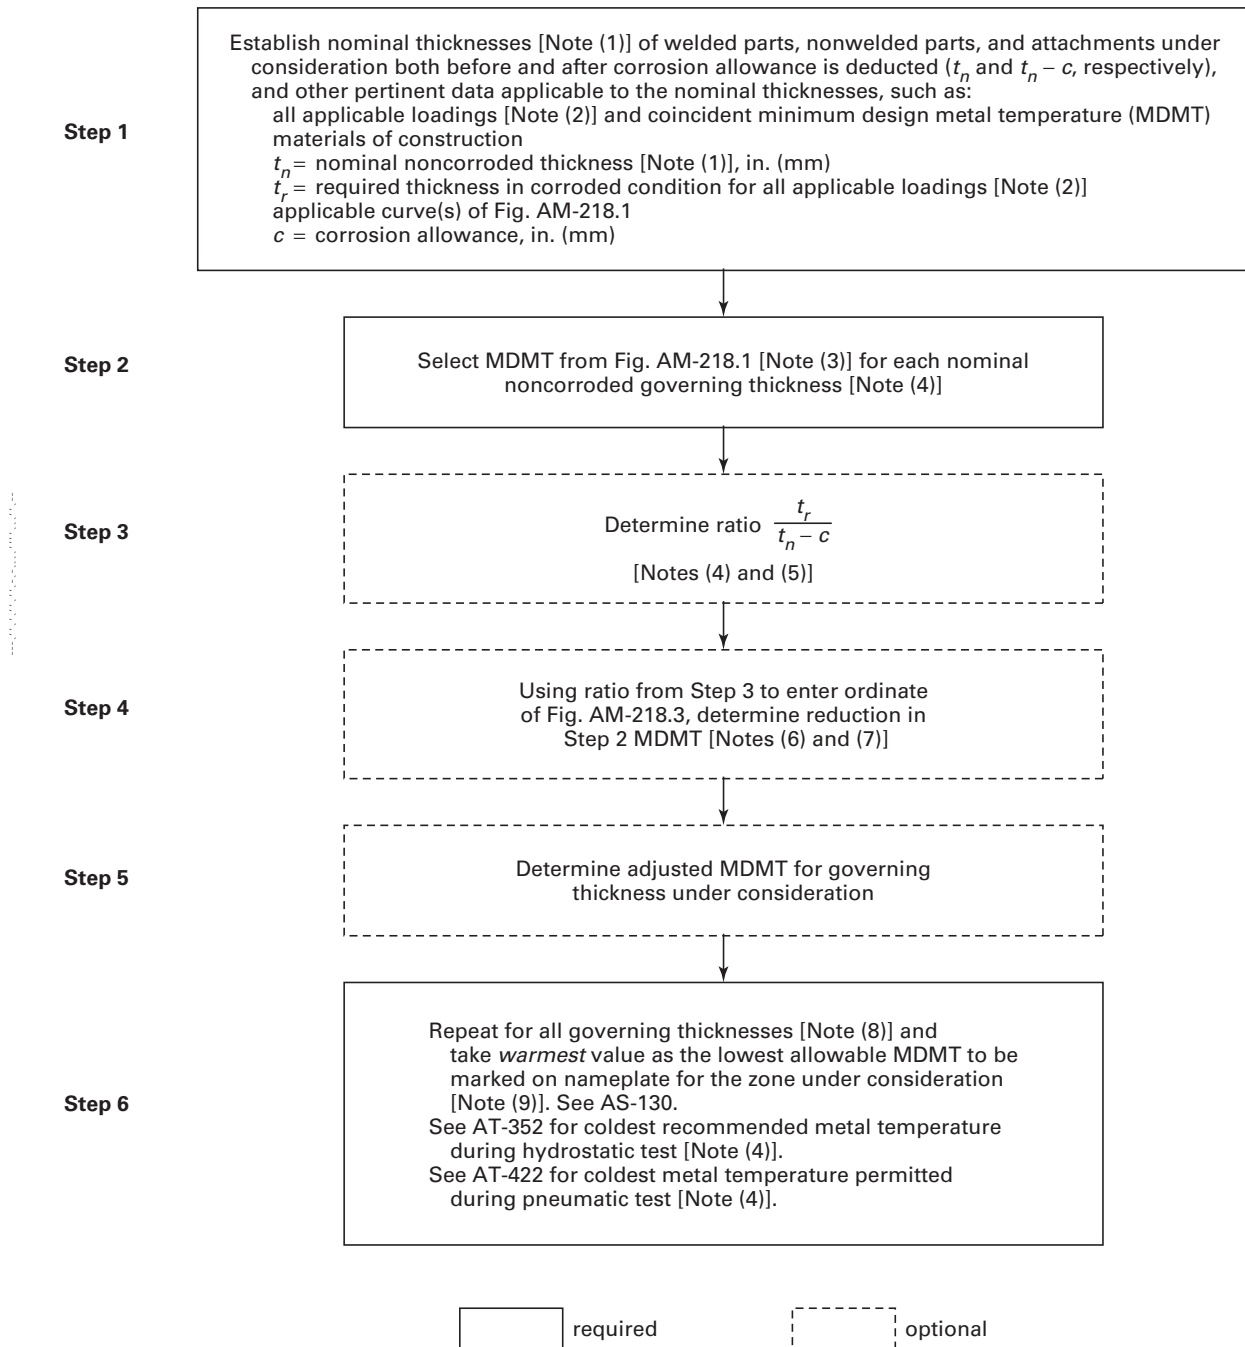 Establish nominal thicknesses [Note (1)] of welded parts, nonwelded parts, and attachments under
consideration both before and after corrosion allowance is deducted (tn and tn – c, respectively),
and other pertinent data applicable to the nominal thicknesses, such as:
all applicable loadings [Note (2)] and coincident minimum design metal temperature (MDMT)
Step 1
materials of construction
tn = nominal noncorroded thickness [Note (1)], in. (mm)
tr = required thickness in corroded condition for all applicable loadings [Note (2)]
applicable curve(s) of Fig. AM-218.1
c = corrosion allowance, in. (mm)
Step 2
Select MDMT from Fig. AM-218.1 [Note (3)] for each nominal
noncorroded governing thickness [Note (4)]
Step 3
Determine ratio tr / tn – c
[Notes (4) and (5)]
Step 4
Using ratio from Step 3 to enter ordinate
of Fig. AM-218.3, determine reduction in
Step 2 MDMT [Notes (6) and (7)]
Step 5
Determine adjusted MDMT for governing
thickness under consideration
Step 6
Repeat for all governing thicknesses [Note (8)] and
take warmest value as the lowest allowable MDMT to be
marked on nameplate for the zone under consideration
[Note (9)]. See AS-130.
See AT-352 for coldest recommended metal temperature
during hydrostatic test [Note (4)].
See AT-422 for coldest metal temperature permitted
during pneumatic test [Note (4)].
required
optional